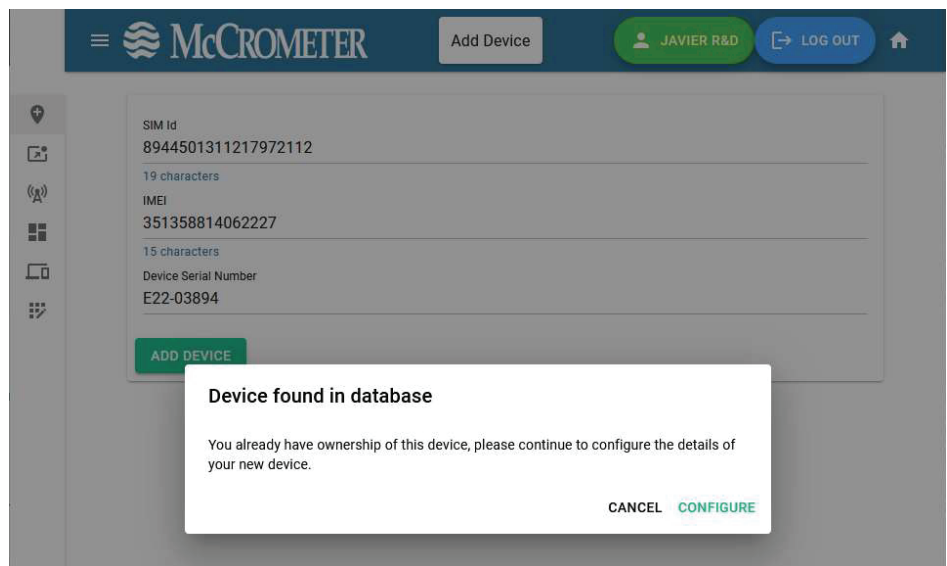 McCROMETER
Add Device
JAVIER R&D
LOG OUT
SIM Id
8944501311217972112
19 characters
IMEI
351358814062227
15 characters
Device Serial Number
E22-03894
ADD DEVICE
Device found in database
You already have ownership of this device, please continue to configure the details of
your new device.
CANCEL CONFIGURE